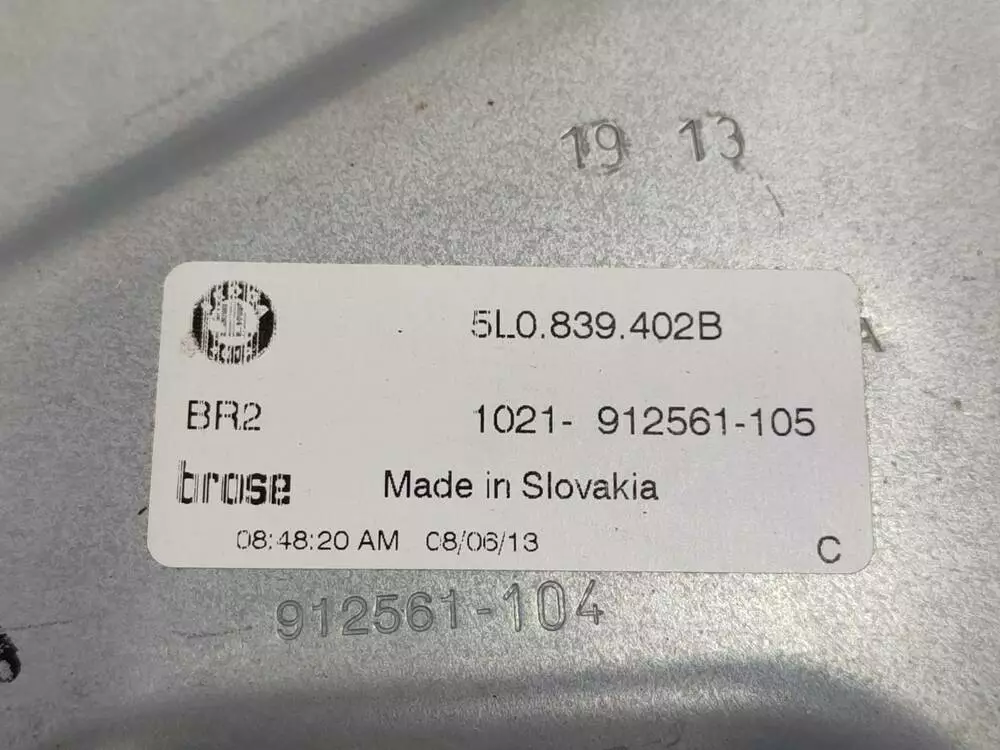 19 13
5L0.839.402B
BR2 1021- 912561-105
brose Made in Slovakia
08:48:20 AM 08/06/13
C
912561-104